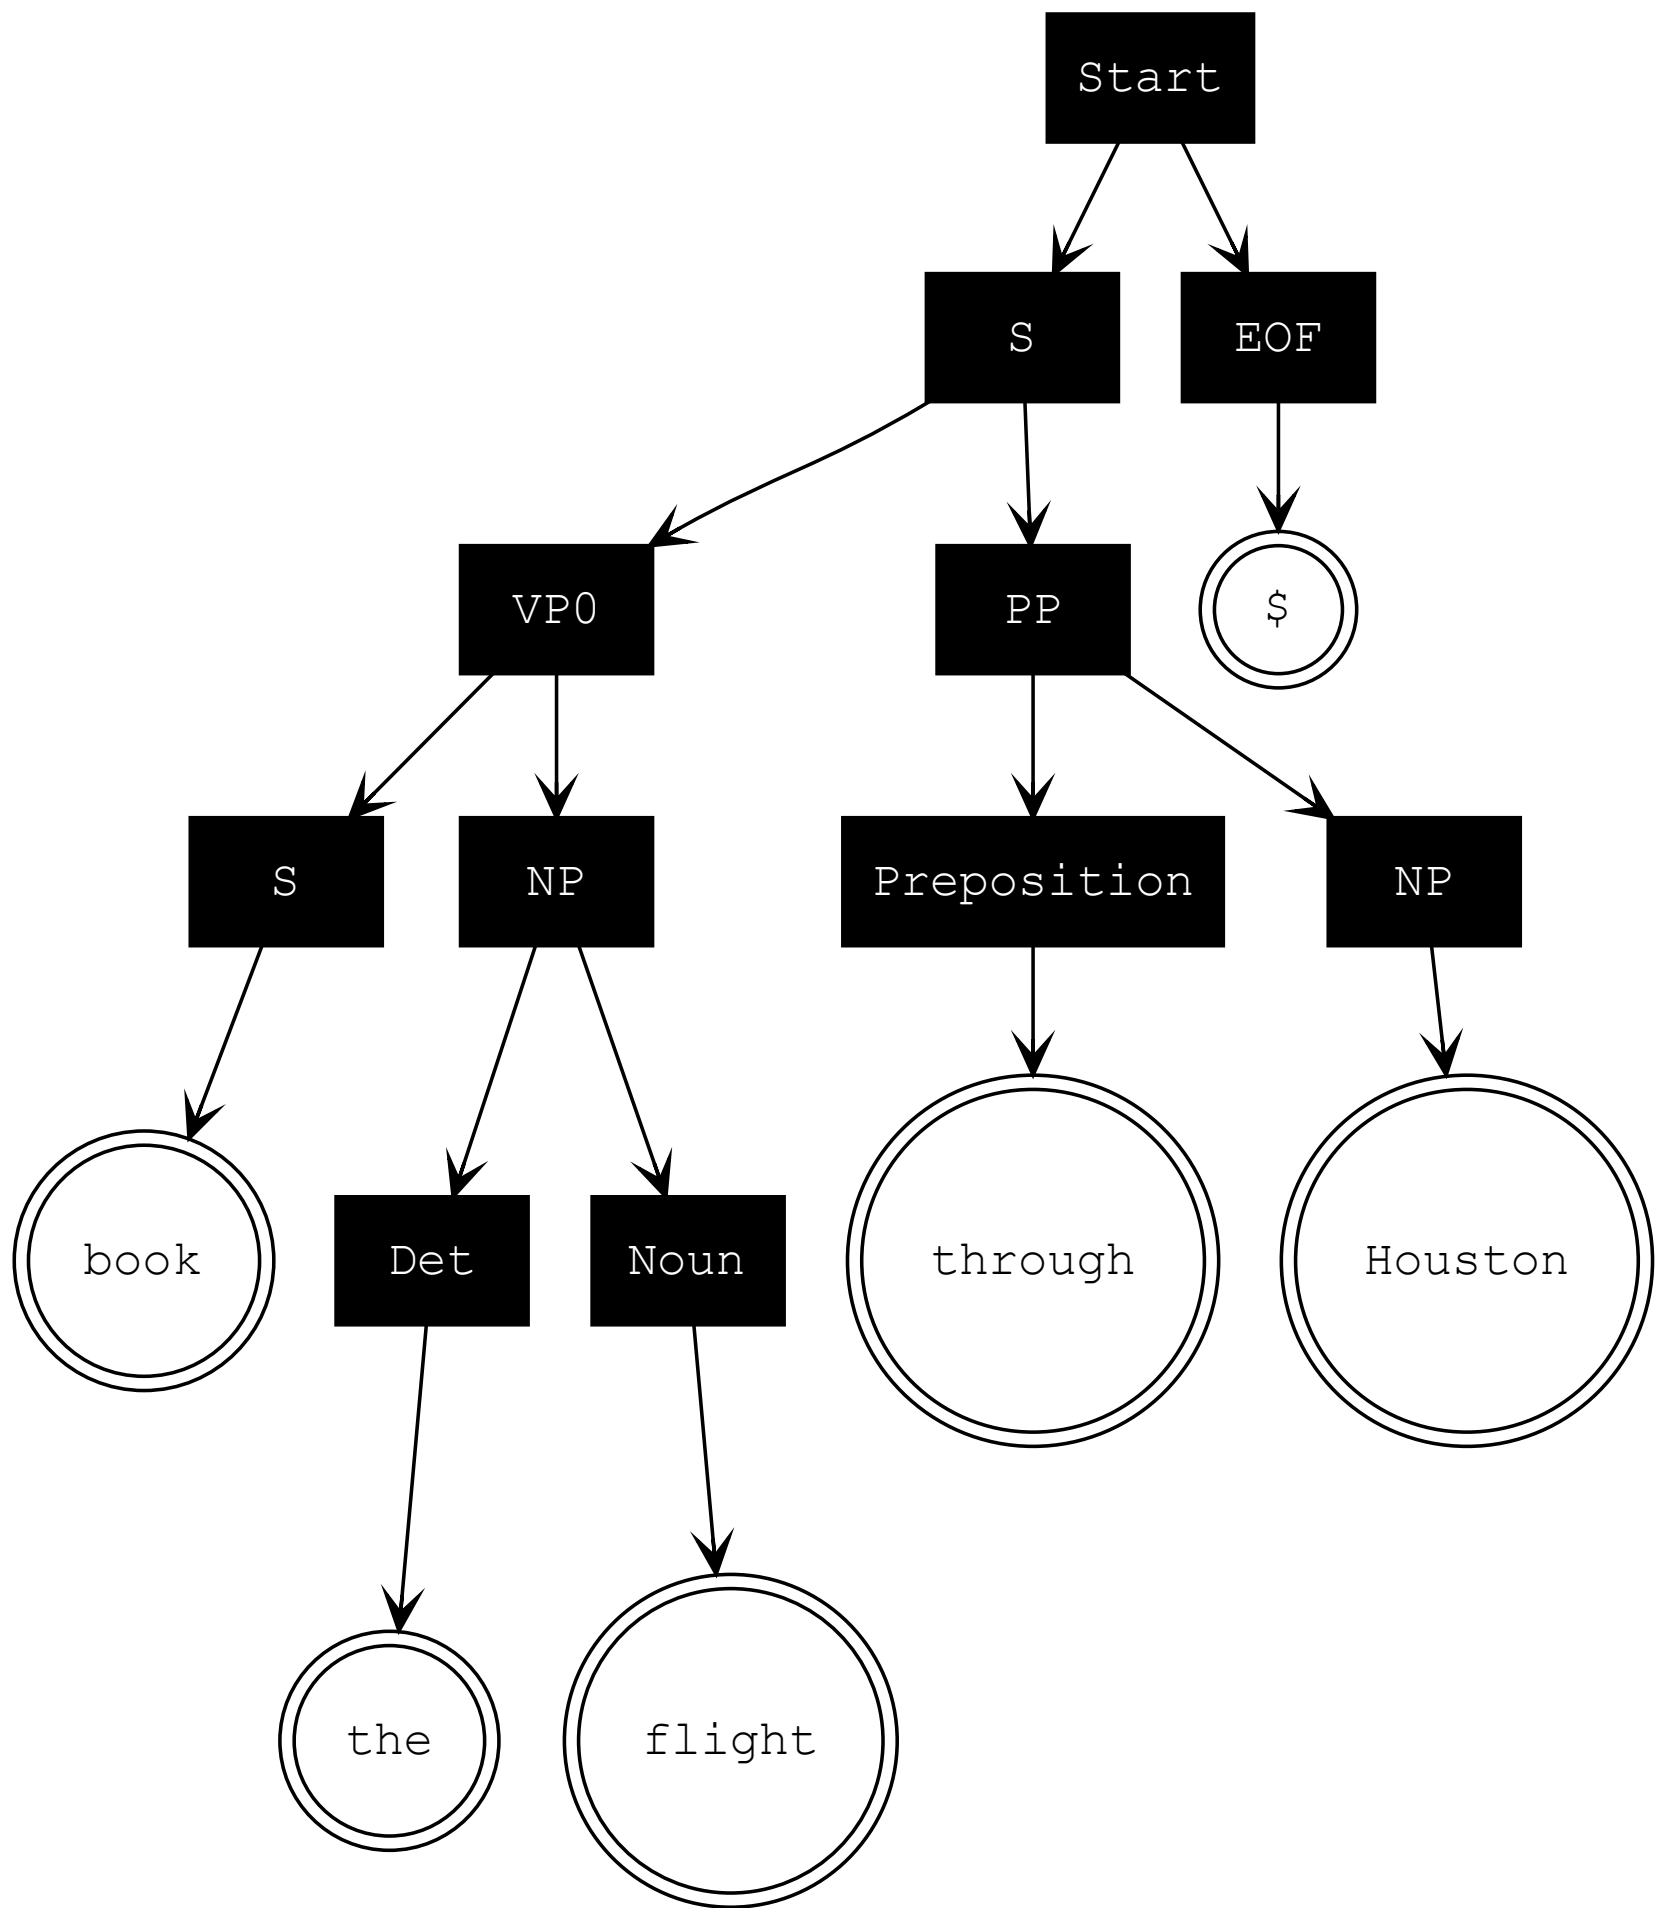 Start
S
EOF
VP0
PP
$
S
NP
Preposition
NP
book
Det
Noun
through
Houston
the
flight